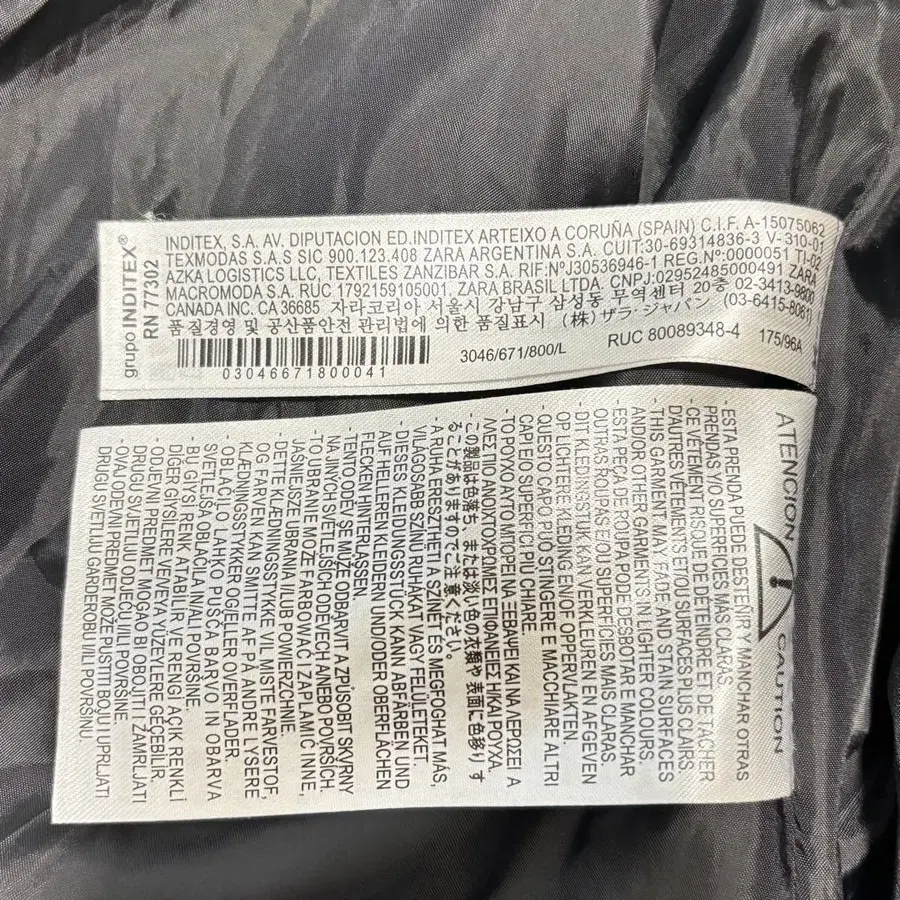 grupo INDITEX®
RN 77302
INDITEX, S.A. AV. DIPUTACION ED.INDITEX ARTEIXO A CORUÑA (SPAIN) C.I.F. A-15075062
TEXMODAS S.A.S SIC 900.123.408 ZARA ARGENTINA S.A. CUIT:30-69314836-3 V-310-01
AZKA LOGISTICS LLC, TEXTILES ZANZIBAR S.A. RIF:NºJ30536946-1 REG.Nº:0000051 TI-02
MACROMODA S.A. RUC 1792159105001. ZARA BRASIL LTDA. CNPJ.02952485000491 ZARA
CANADA INC. CA 36685 자라코리아 서울시 강남구 삼성동 무역센터 20층 02-3413-9800
품질경영 및 공산품안전 관리법에 의한 품질표시 (株) ザラ・ジャパン (03-6415-8061)
03046671800041
3046/671/800/L
RUC 80089348-4
175/96A
ATENCION
CAUTION
- ESTA PRENDA PUEDE DESTEÑIR Y MANCHAR OTRAS
PRENDAS Y/O SUPERFICIES MÁS CLARAS.
- CE VÊTEMENT RISQUE DE DÉTEINDRE ET DE TACHER
D'AUTRES VÊTEMENTS ET/OU SURFACES PLUS CLAIRS.
- THIS GARMENT MAY FADE AND STAIN SURFACES
AND/OR OTHER GARMENTS IN LIGHTER COLOURS.
- ESTA PEÇA DE ROUPA PODE DESBOTAR E MANCHAR
OUTRAS ROUPAS E/OU SUPERFÍCIES MAIS CLARAS.
- DIT KLEDINGSTUK KAN VERKLEUREN EN AFGEVEN
OP LICHTERE KLEDING EN/OF OPPERVLAKTEN.
- QUESTO CAPO PUÒ STINGERE E MACCHIARE ALTRI
CAPI E/O SUPERFICI PIÙ CHIARE.
- ΤΟ ΡΟΥΧΟ ΑΥΤΟ ΜΠΟΡΕΙ ΝΑ ΞΕΒΑΨΕΙ ΚΑΙ ΝΑ ΛΕΡΩΣΕΙ Α
ΛΛΕΣ ΠΙΟ ΑΝΟΙΧΤΟΧΡΩΜΕΣ ΕΠΙΦΑΝΕΙΕΣ Η/ΚΑΙ ΡΟΥΧΑ.
- この製品は色落ち または淡い色の衣類や 表面に色移りす
ることがありますのでご注意ください。
- A RUHA ERESZTHETI A SZÍNÉT ÉS MEGFOGHAT MÁS,
VILÁGOSABB SZÍNŰ RUHÁKAT VAGY FELÜLETEKET.
- DIESES KLEIDUNGSSTÜCK KANN ABFÄRBEN UND
AUF HELLEREN KLEIDERN UND/ODER OBERFLÄCHEN
FLECKEN HINTERLASSEN.
- TENTO ODĚV SE MŮŽE ODBARVIT A ZPŮSOBIT SKVRNY
NA JINÝCH SVĚTLEJŠÍCH ODĚVECH ANEBO POVRŠÍCH.
- TO UBRANIE MOŻE FARBOWAĆ I ZAPLAMIĆ INNE,
JAŚNIEJSZE UBRANIA I/LUB POWIERZCHNIE.
- DETTE KLÆDNINGSSTYKKE VIL MISTE FARVESTOF,
OG FARVEN KAN SMITTE AF PÅ ANDRE LYSERE
KLÆDNINGSSTYKKER OG/ELLER OVERFLADER.
- OBLAČILO LAHKO PUŠČA BARVO IN OBARVA
SVETLEJŠA OBLAČILA IN/ALI POVRŠINE.
- BU GİYSİ RENK ATABİLİR VE RENGİ AÇIK RENKLİ
DİĞER GİYSİLERE VE/VEYA YÜZEYLERE GEÇEBİLİR.
- ODJEVNI PREDMET MOGAO BI OBOJITI I ZAMRLJATI
DRUGU SVJETLIJU ODJEĆU I/ILI POVRŠINE.
- OVAJ ODEVNI PREDMET MOŽE PUSTITI BOJU I UPRLJATI
DRUGU SVETLIJU GARDEROBU I/ILI POVRŠINU.